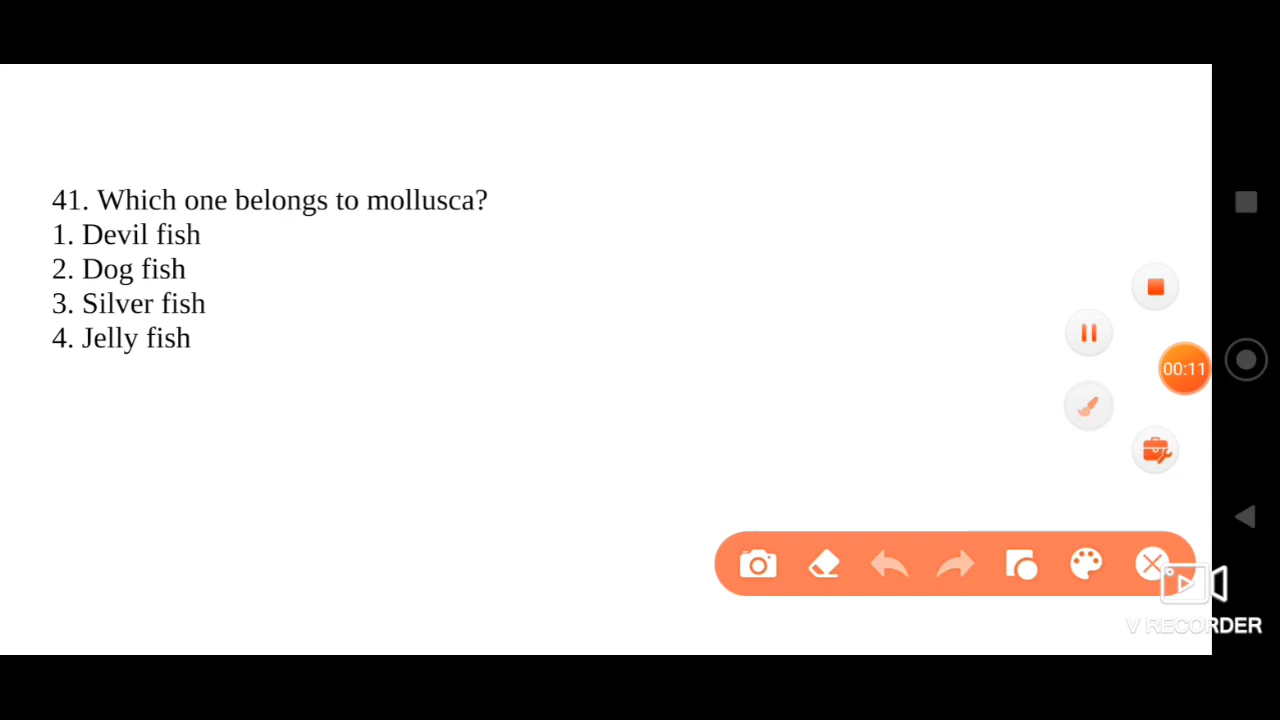 41. Which one belongs to mollusca?
1. Devil fish
2. Dog fish
3. Silver fish
4. Jelly fish
00:11
V RECORDER